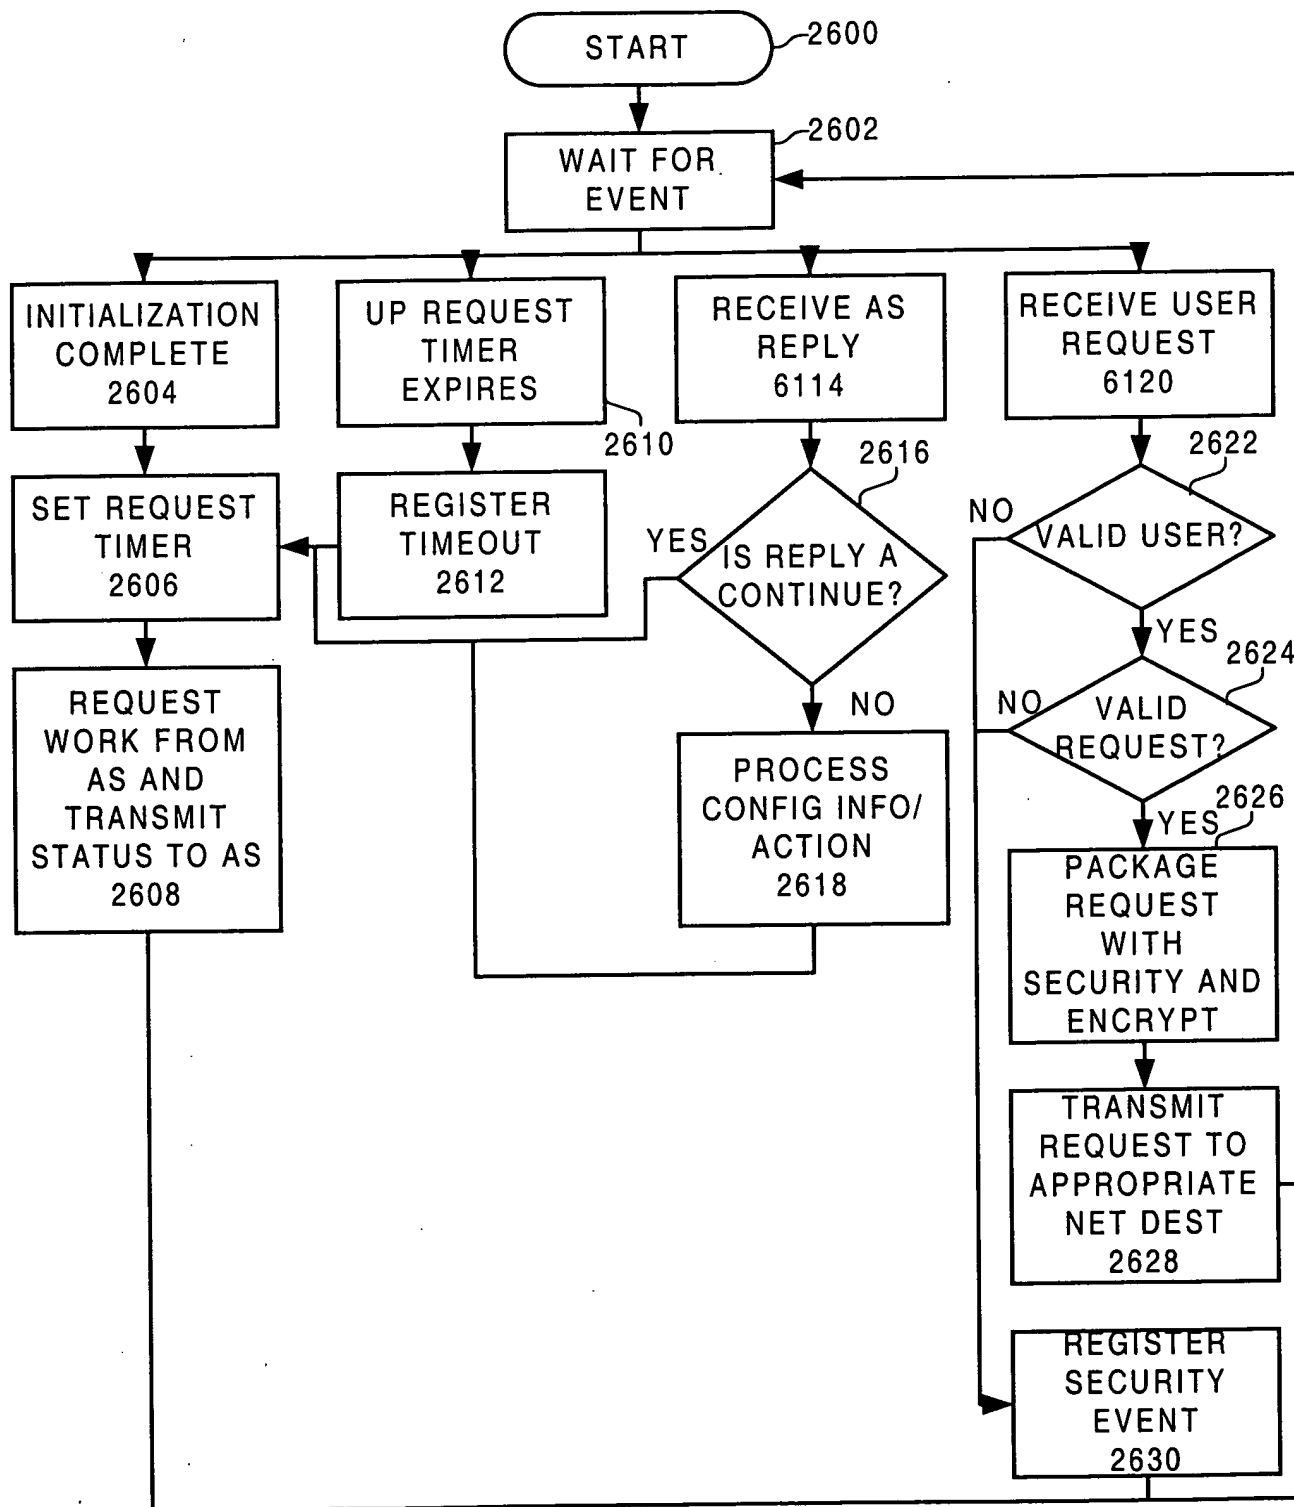 START
2600
WAIT FOR
EVENT
2602
INITIALIZATION
COMPLETE
2604
UP REQUEST
TIMER
EXPIRES
2610
RECEIVE AS
REPLY
6114
RECEIVE USER
REQUEST
6120
SET REQUEST
TIMER
2606
REGISTER
TIMEOUT
2612
YES
IS REPLY A
CONTINUE?
2616
NO
VALID USER?
2622
YES
NO
VALID
REQUEST?
2624
REQUEST
WORK FROM
AS AND
TRANSMIT
STATUS TO AS
2608
NO
PROCESS
CONFIG INFO/
ACTION
2618
YES
2626
PACKAGE
REQUEST
WITH
SECURITY AND
ENCRYPT
TRANSMIT
REQUEST TO
APPROPRIATE
NET DEST
2628
REGISTER
SECURITY
EVENT
2630